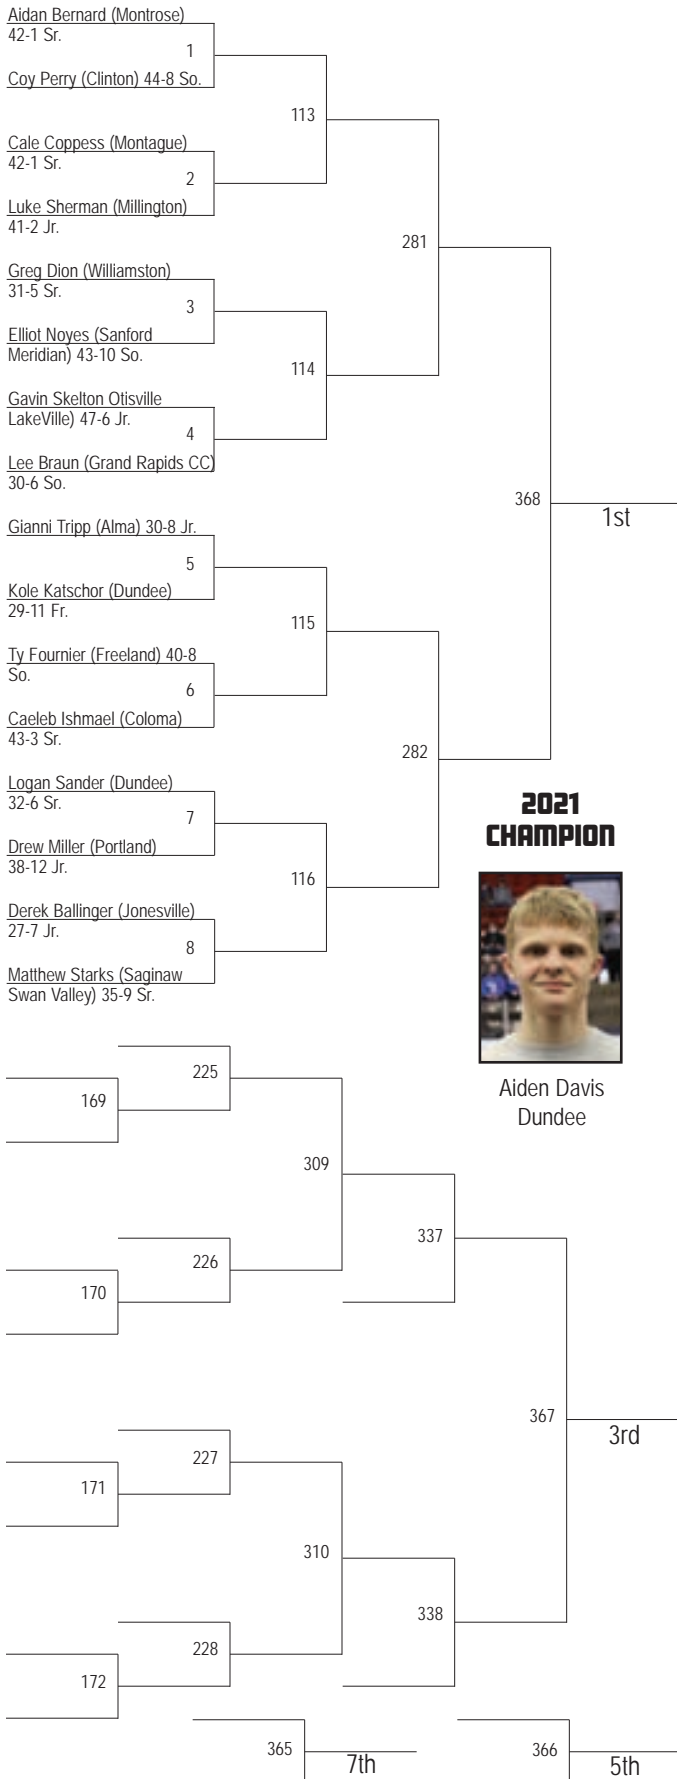 Aidan Bernard (Montrose)
42-1 Sr.
1
Coy Perry (Clinton) 44-8 So.
113
Cale Coppess (Montague)
42-1 Sr.
2
Luke Sherman (Millington)
41-2 Jr.
281
Greg Dion (Williamston)
31-5 Sr.
3
Elliot Noyes (Sanford
Meridian) 43-10 So.
114
Gavin Skelton Otisville
LakeVille) 47-6 Jr.
4
Lee Braun (Grand Rapids CC)
30-6 So.
368
1st
Gianni Tripp (Alma) 30-8 Jr.
5
Kole Katschor (Dundee)
29-11 Fr.
115
Ty Fournier (Freeland) 40-8
So.
6
Caeleb Ishmael (Coloma)
43-3 Sr.
282
Logan Sander (Dundee)
32-6 Sr.
7
Drew Miller (Portland)
38-12 Jr.
116
Derek Ballinger (Jonesville)
27-7 Jr.
8
Matthew Starks (Saginaw
Swan Valley) 35-9 Sr.
2021
CHAMPION
Aiden Davis
Dundee
225
169
309
226
170
337
367
3rd
227
171
310
338
228
172
365
7th
366
5th